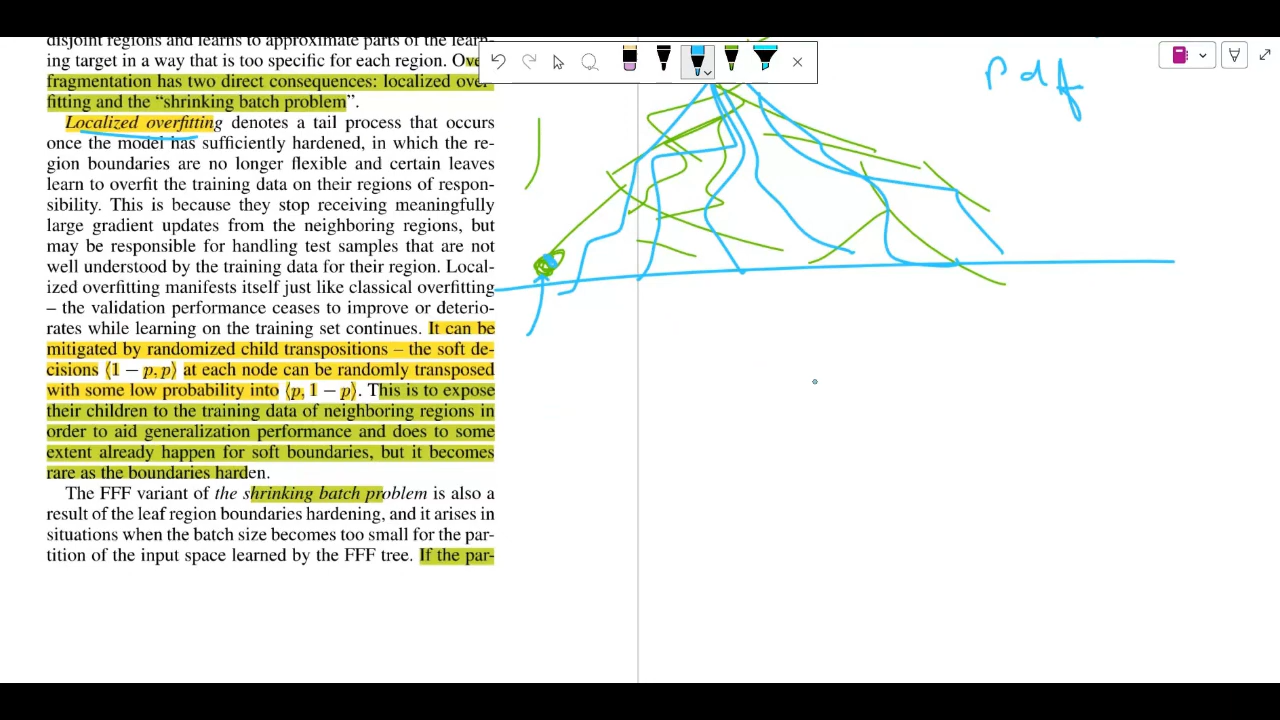 disjoint regions and learns to approximate parts of the learn-
ing target in a way that is too specific for each region. Over-
fragmentation has two direct consequences: localized over-
fitting and the “shrinking batch problem”.
Localized overfitting denotes a tail process that occurs
once the model has sufficiently hardened, in which the re-
gion boundaries are no longer flexible and certain leaves
learn to overfit the training data on their regions of respon-
sibility. This is because they stop receiving meaningfully
large gradient updates from the neighboring regions, but
may be responsible for handling test samples that are not
well understood by the training data for their region. Local-
ized overfitting manifests itself just like classical overfitting
– the validation performance ceases to improve or deterio-
rates while learning on the training set continues. It can be
mitigated by randomized child transpositions – the soft de-
cisions ⟨1 − p, p⟩ at each node can be randomly transposed
with some low probability into ⟨p, 1 − p⟩. This is to expose
their children to the training data of neighboring regions in
order to aid generalization performance and does to some
extent already happen for soft boundaries, but it becomes
rare as the boundaries harden.
The FFF variant of the shrinking batch problem is also a
result of the leaf region boundaries hardening, and it arises in
situations when the batch size becomes too small for the par-
tition of the input space learned by the FFF tree. If the par-
pdf